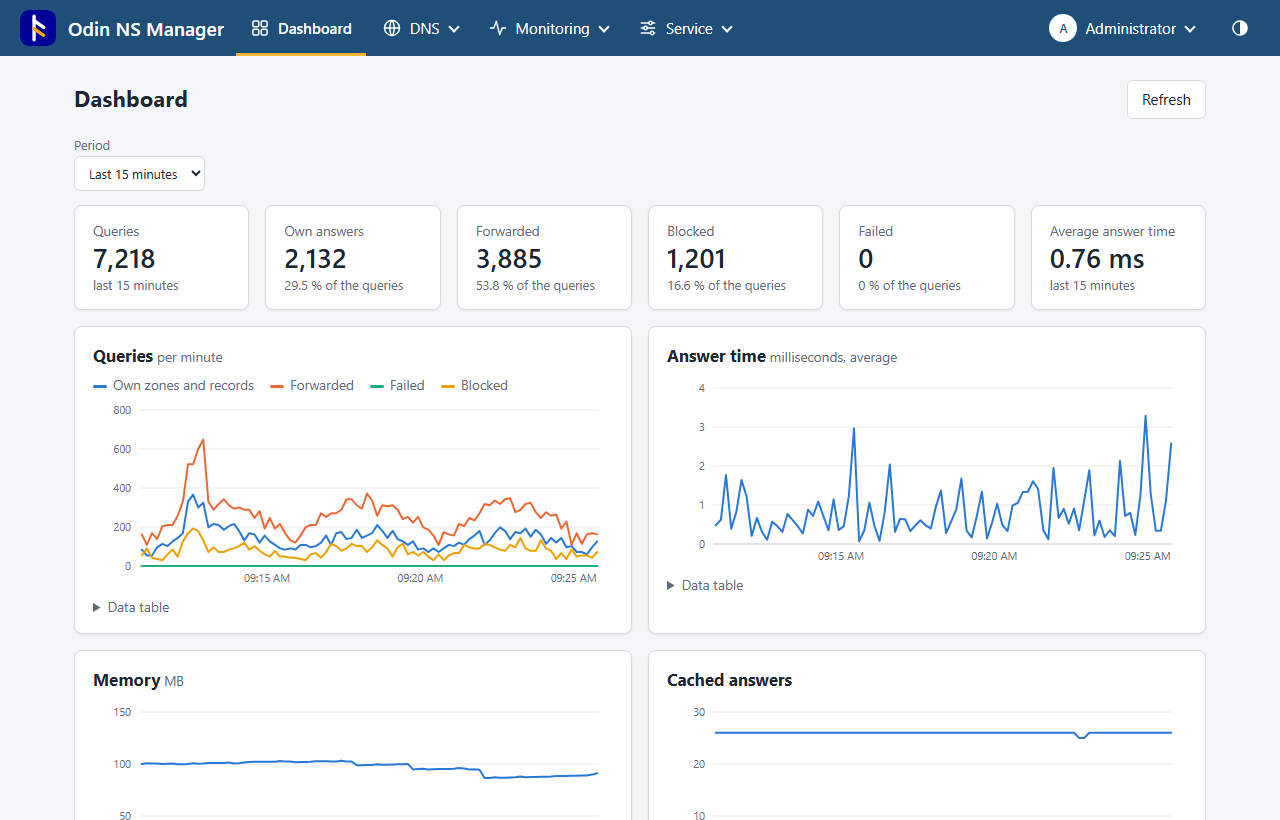 Odin NS Manager
Dashboard
DNS
Monitoring
Service
A
Administrator
Dashboard
Refresh
Period
Last 15 minutes
Queries
7,218
last 15 minutes
Own answers
2,132
29.5 % of the queries
Forwarded
3,885
53.8 % of the queries
Blocked
1,201
16.6 % of the queries
Failed
0
0 % of the queries
Average answer time
0.76 ms
last 15 minutes
Queries per minute
Own zones and records
Forwarded
Failed
Blocked
800
600
400
200
0
09:15 AM
09:20 AM
09:25 AM
Data table
Answer time milliseconds, average
4
3
2
1
0
09:15 AM
09:20 AM
09:25 AM
Data table
Memory MB
150
100
50
Cached answers
30
20
10